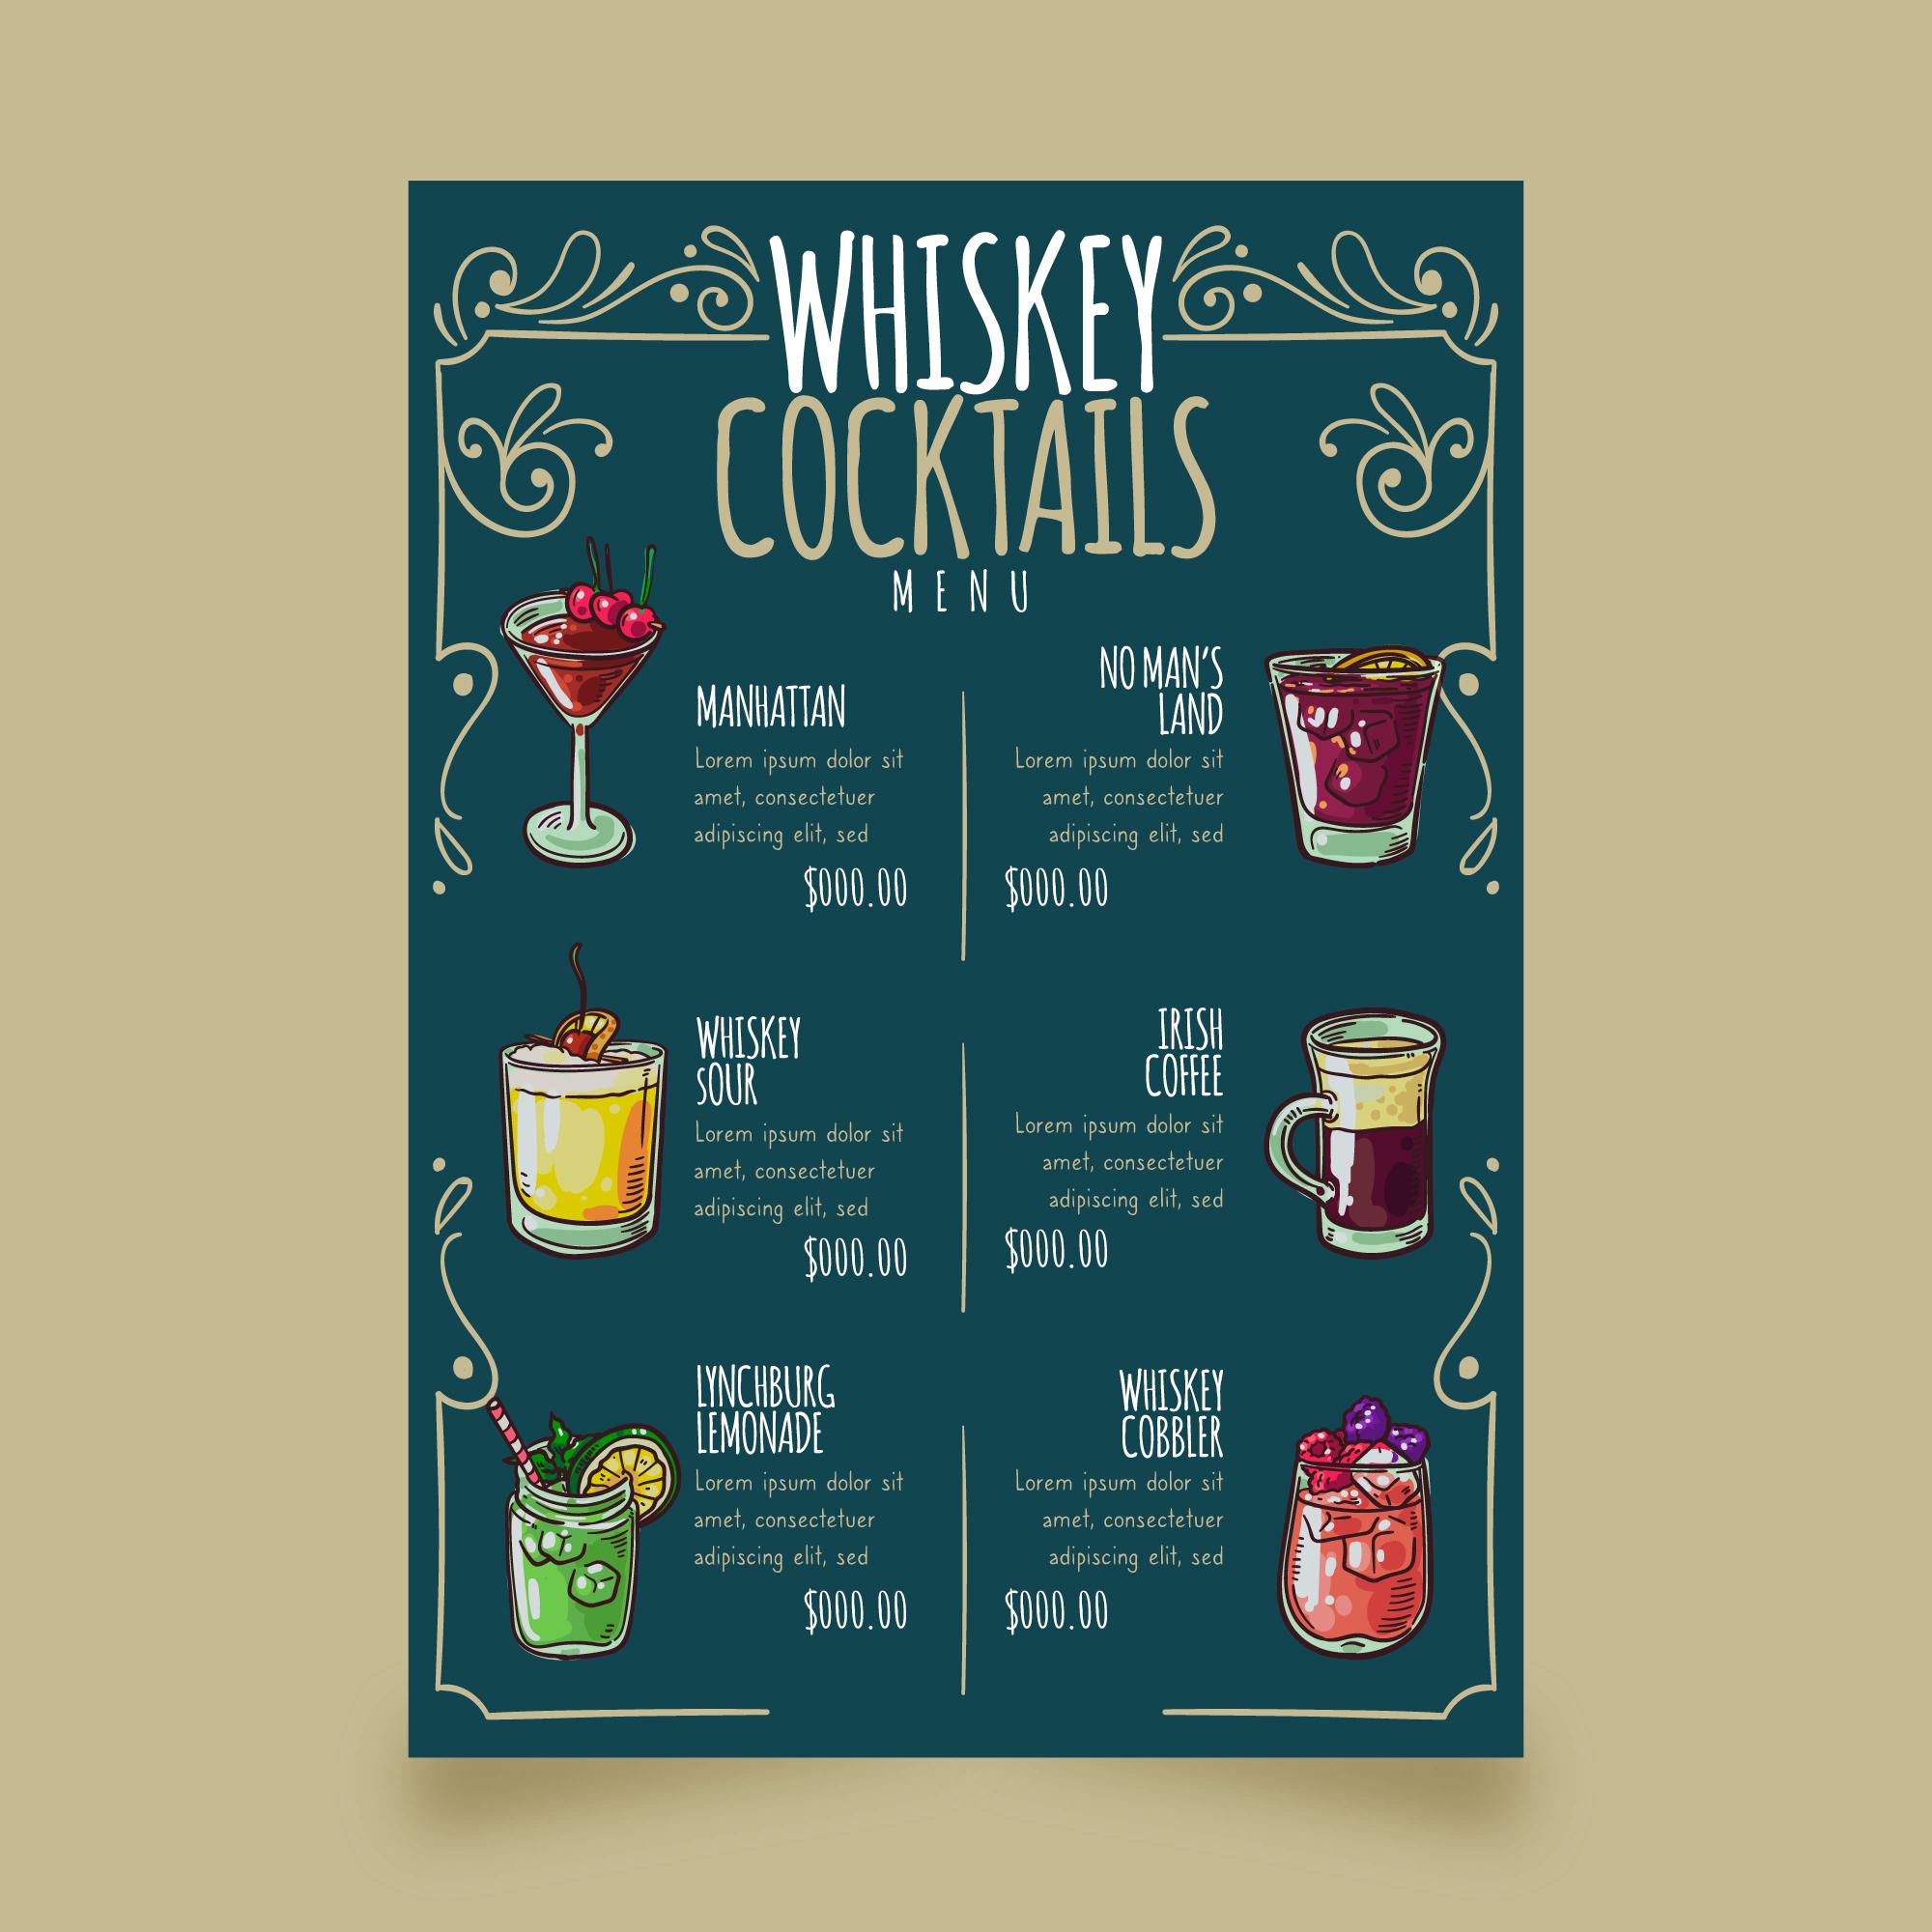 WHISKEY
COCKTAILS
MENU
MANHATTAN
Lorem ipsum dolor sit
amet, consectetuer
adipiscing elit, sed
$000.00
NO MAN'S
LAND
Lorem ipsum dolor sit
amet, consectetuer
adipiscing elit, sed
$000.00
WHISKEY
SOUR
Lorem ipsum dolor sit
amet, consectetuer
adipiscing elit, sed
$000.00
IRISH
COFFEE
Lorem ipsum dolor sit
amet, consectetuer
adipiscing elit, sed
$000.00
LYNCHBURG
LEMONADE
Lorem ipsum dolor sit
amet, consectetuer
adipiscing elit, sed
$000.00
WHISKEY
COBBLER
Lorem ipsum dolor sit
amet, consectetuer
adipiscing elit, sed
$000.00